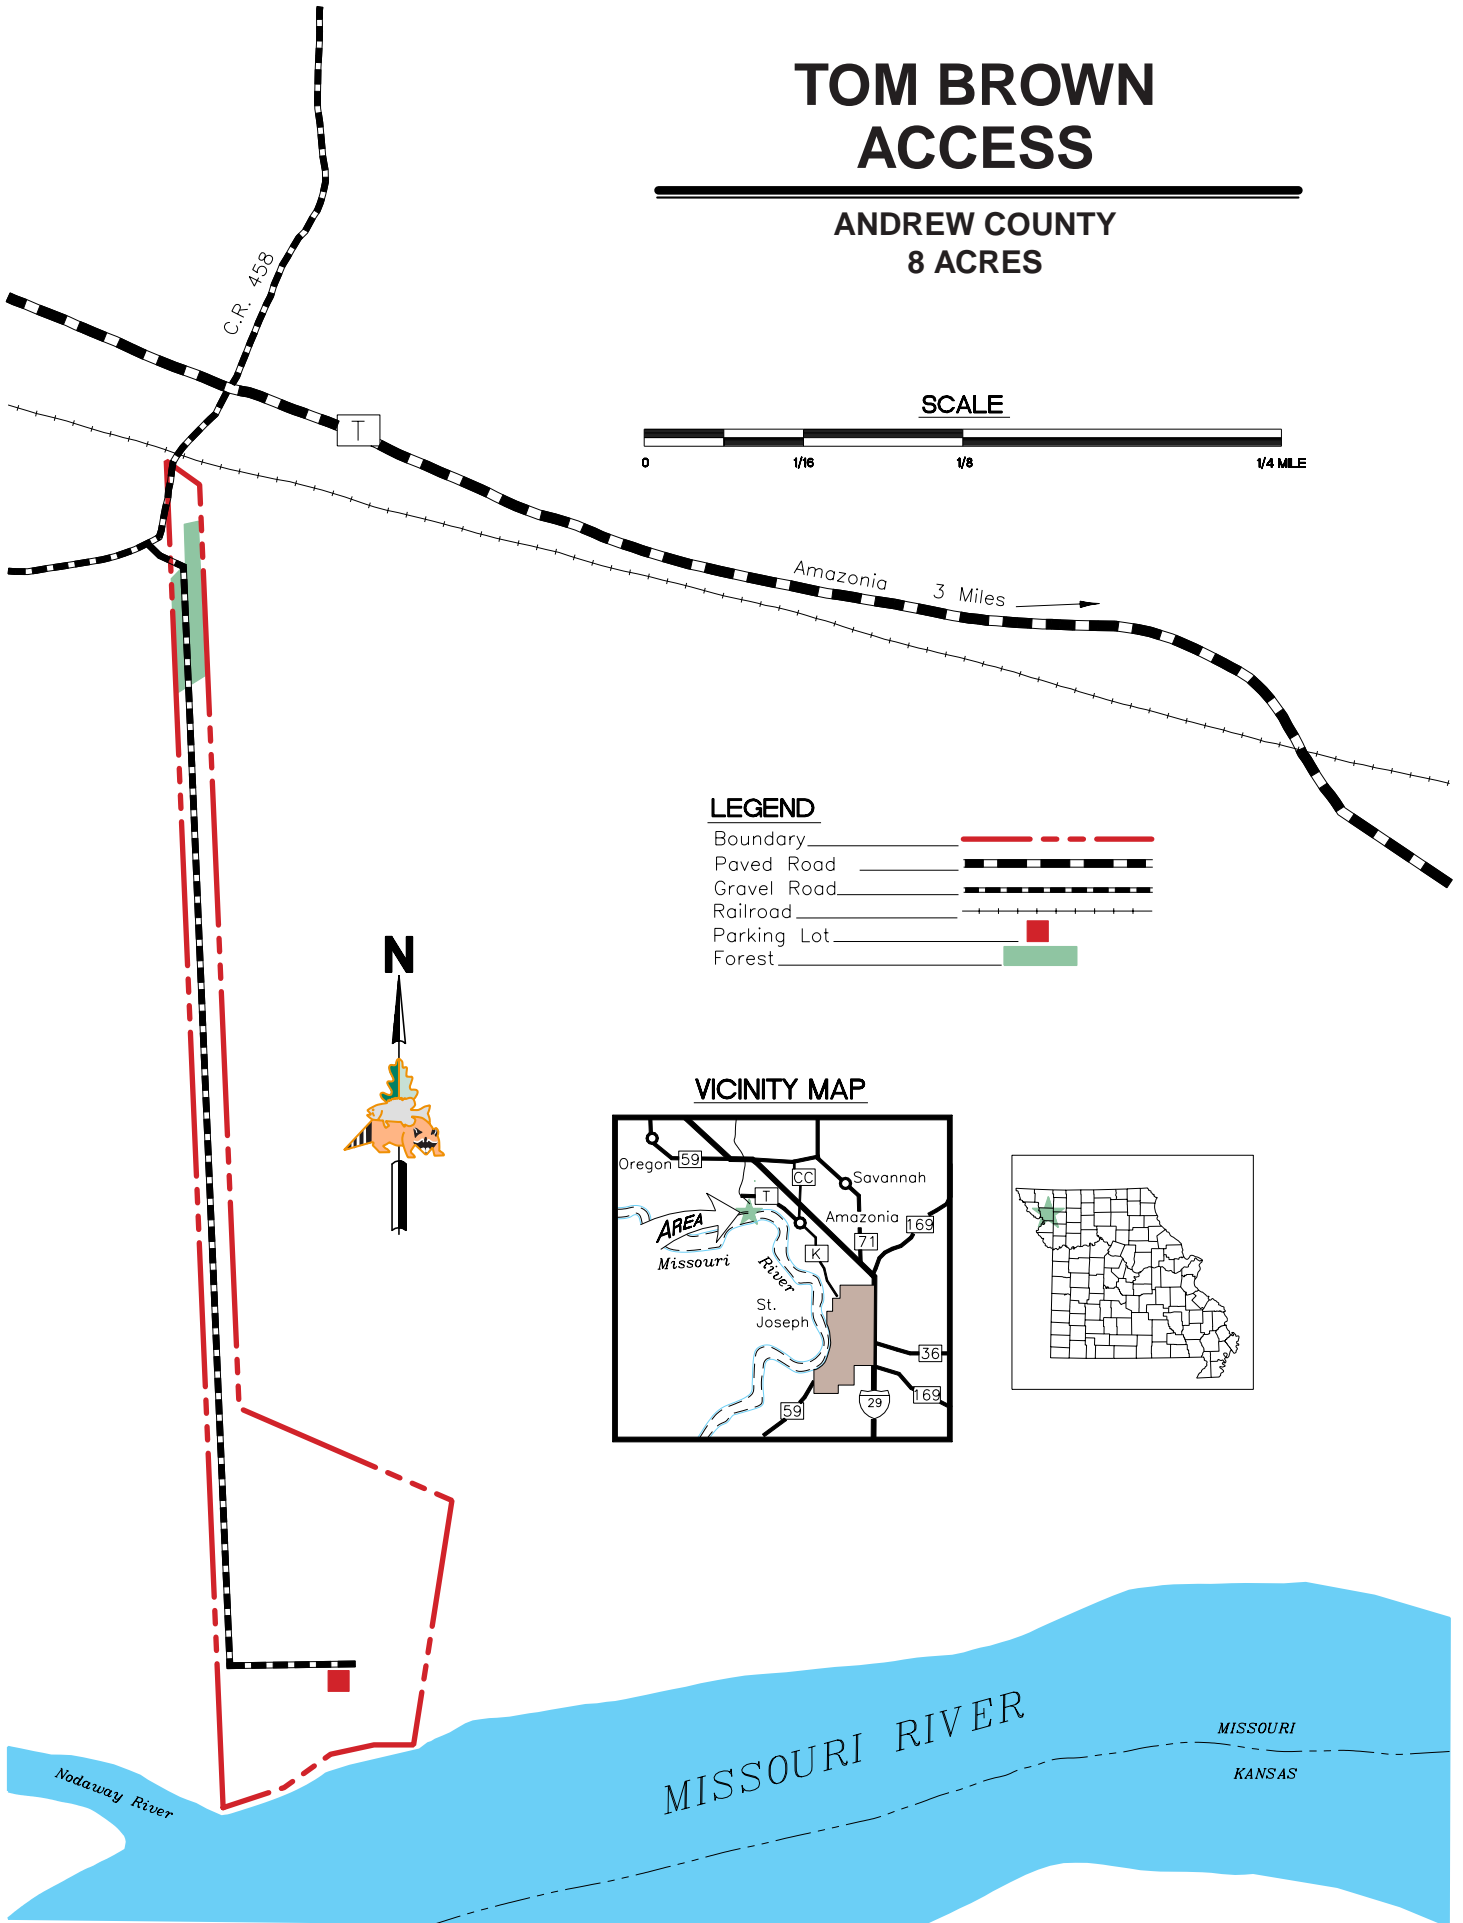 TOM BROWN
ACCESS
ANDREW COUNTY
8 ACRES
C.R. 458
T
SCALE
0 1/16 1/8 1/4 MILE
Amazonia 3 Miles
LEGEND
Boundary
Paved Road
Gravel Road
Railroad
Parking Lot
Forest
N
VICINITY MAP
Oregon 59
CC
Savannah
T
AREA
Amazonia
169
71
K
Missouri
River
St.
Joseph
36
169
59
29
MISSOURI RIVER
MISSOURI
KANSAS
Nodaway River